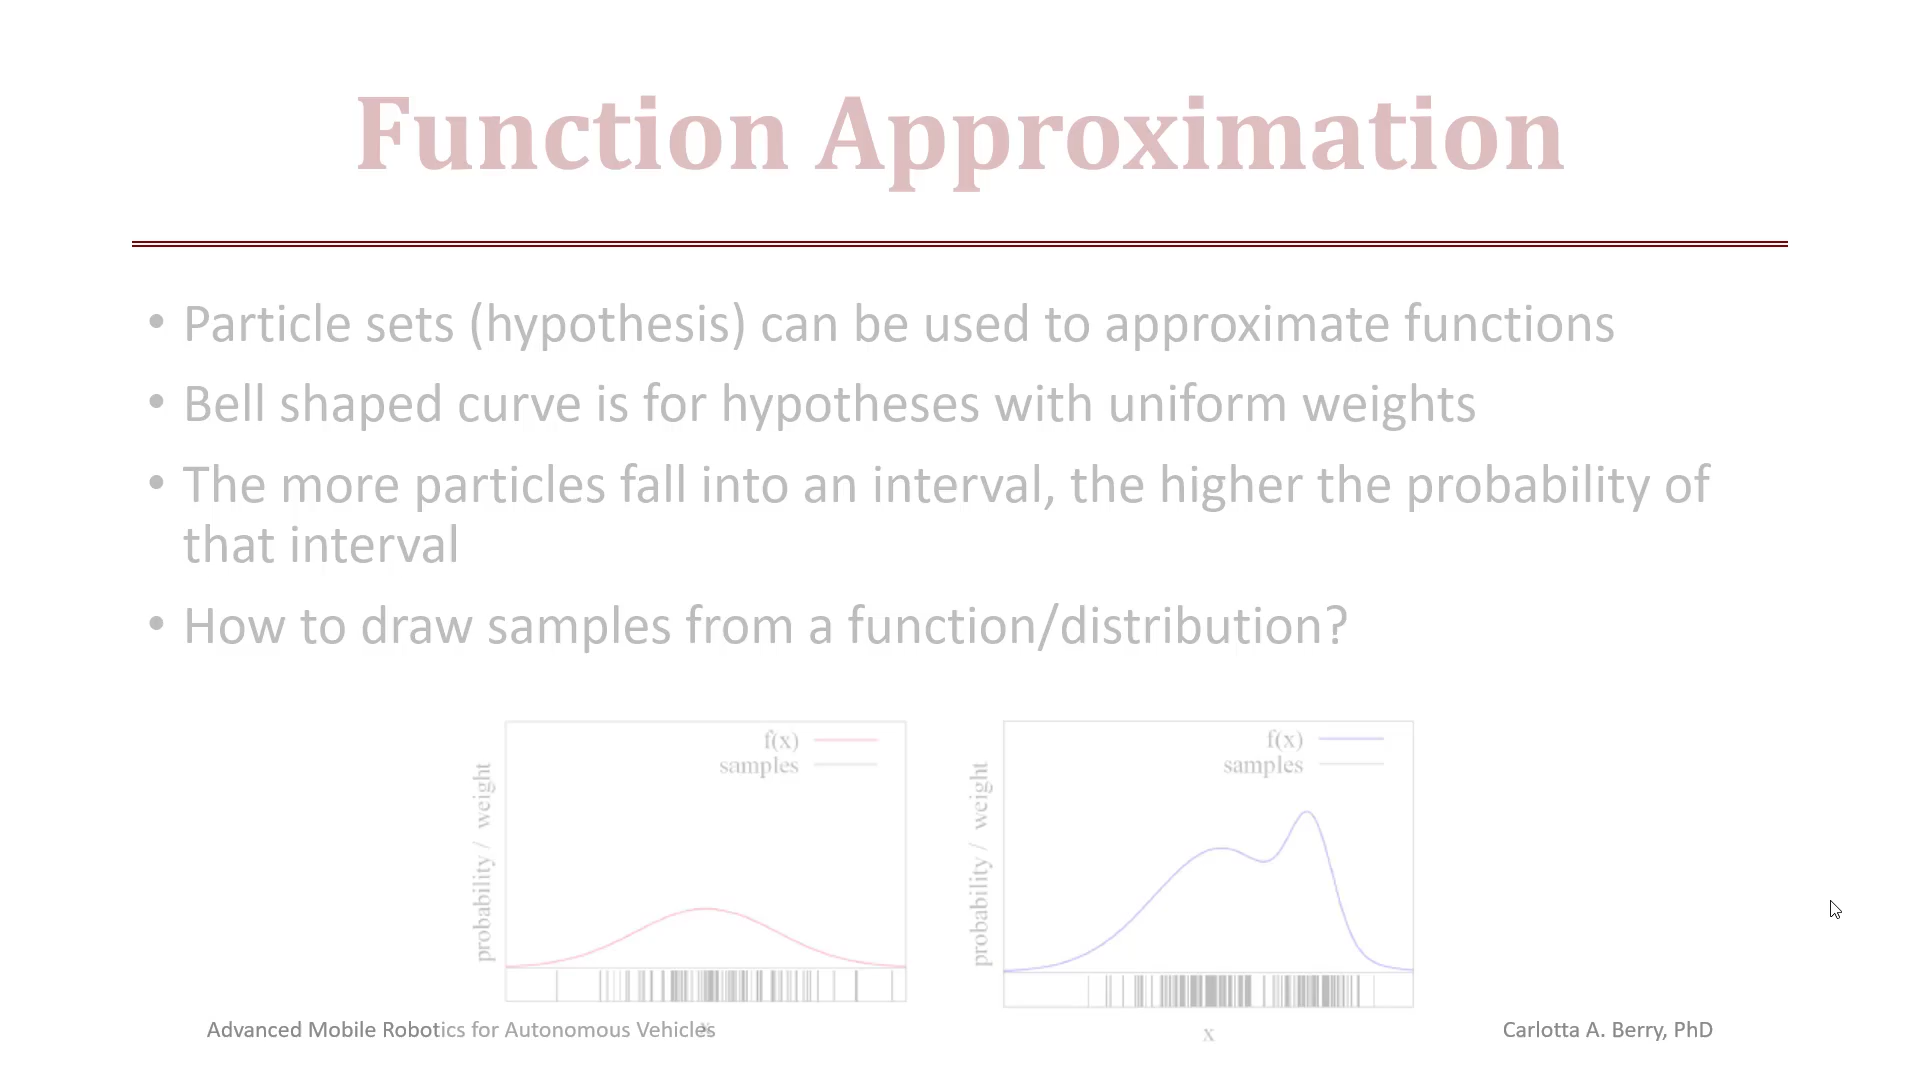 Function Approximation
• Particle sets (hypothesis) can be used to approximate functions
• Bell shaped curve is for hypotheses with uniform weights
• The more particles fall into an interval, the higher the probability of
that interval
• How to draw samples from a function/distribution?
f(x)
samples
probability / weight
x
f(x)
samples
probability / weight
x
Advanced Mobile Robotics for Autonomous Vehicles
Carlotta A. Berry, PhD